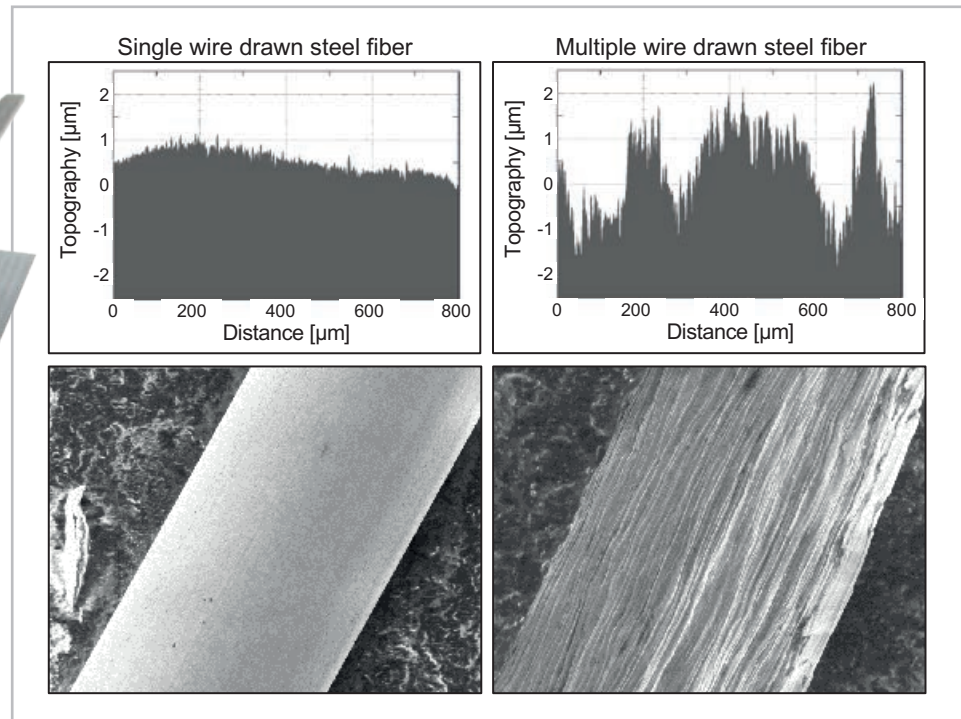 Single wire drawn steel fiber
Topography [µm]
2
1
0
-1
-2
0 200 400 600 800
Distance [µm]
Multiple wire drawn steel fiber
Topography [µm]
2
1
0
-1
-2
0 200 400 600 800
Distance [µm]